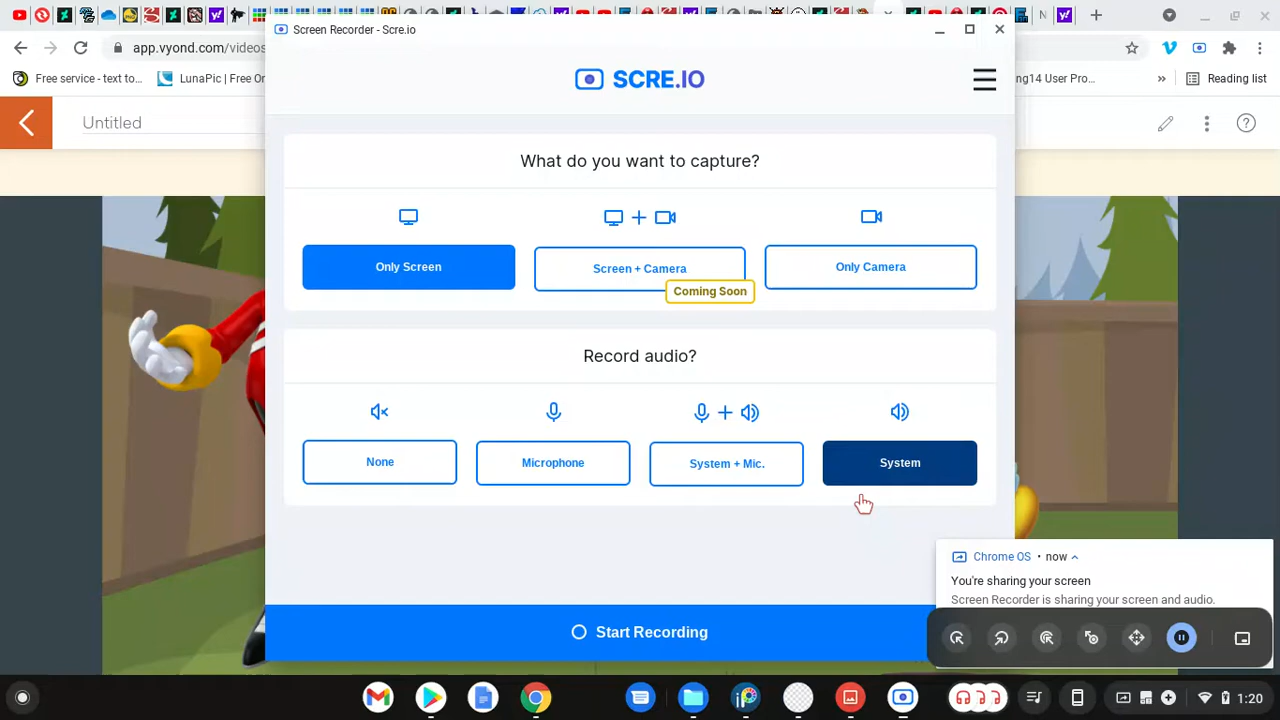 Screen Recorder - Scre.io
app.vyond.com/videos
Free service - text to...
LunaPic | Free On
ng14 User Pro...
»
Reading list
SCRE.IO
Untitled
What do you want to capture?
Only Screen
Screen + Camera
Only Camera
Coming Soon
Record audio?
None
Microphone
System + Mic.
System
Chrome OS • now
You're sharing your screen
Screen Recorder is sharing your screen and audio.
Start Recording
1:20